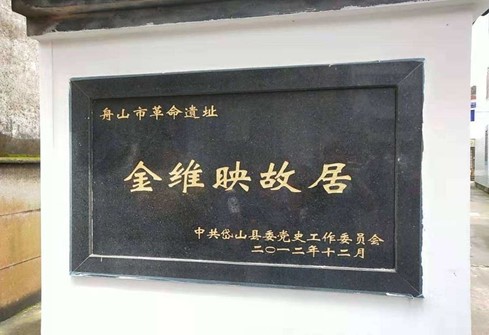 舟山市革命遺址
金维映故居
中共岱山县委党史工作委员会
二〇一二年十二月